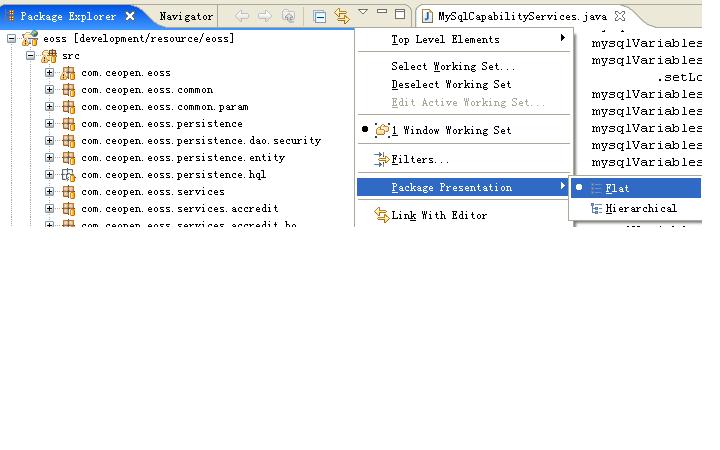 Package Explorer
Navigator
MySqlCapabilityServices.java
eoss [development/resource/eoss]
src
com.ceopen.eoss
com.ceopen.eoss.common
com.ceopen.eoss.common.param
com.ceopen.eoss.persistence
com.ceopen.eoss.persistence.dao.security
com.ceopen.eoss.persistence.entity
com.ceopen.eoss.persistence.hql
com.ceopen.eoss.services
com.ceopen.eoss.services.accredit
com.ceopen.eoss.services.accredit.bo
Top Level Elements
Select Working Set...
Deselect Working Set
Edit Active Working Set...
1 Window Working Set
Filters...
Package Presentation
Link With Editor
Flat
Hierarchical
mysqlVariables
mysqlVariables
.setLo
mysqlVariables
mysqlVariables
mysqlVariables
mysqlVariables
mysqlVariables